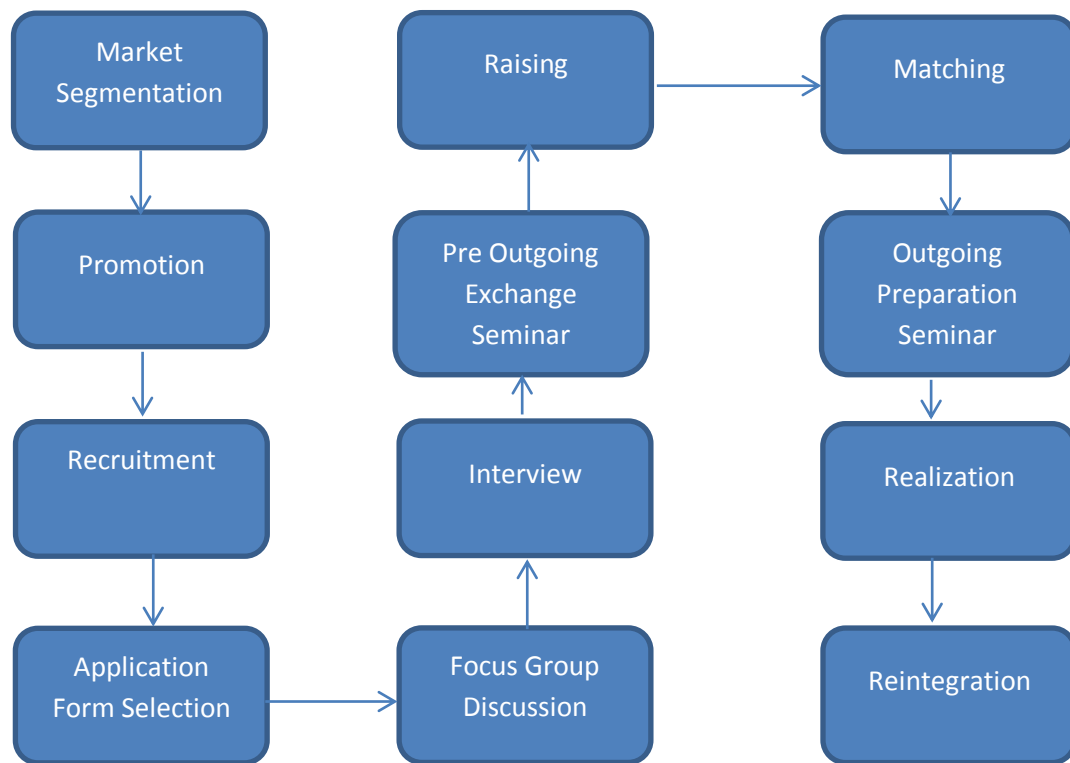 Market
Segmentation
Promotion
Recruitment
Application
Form Selection
Focus Group
Discussion
Interview
Pre Outgoing
Exchange
Seminar
Raising
Matching
Outgoing
Preparation
Seminar
Realization
Reintegration